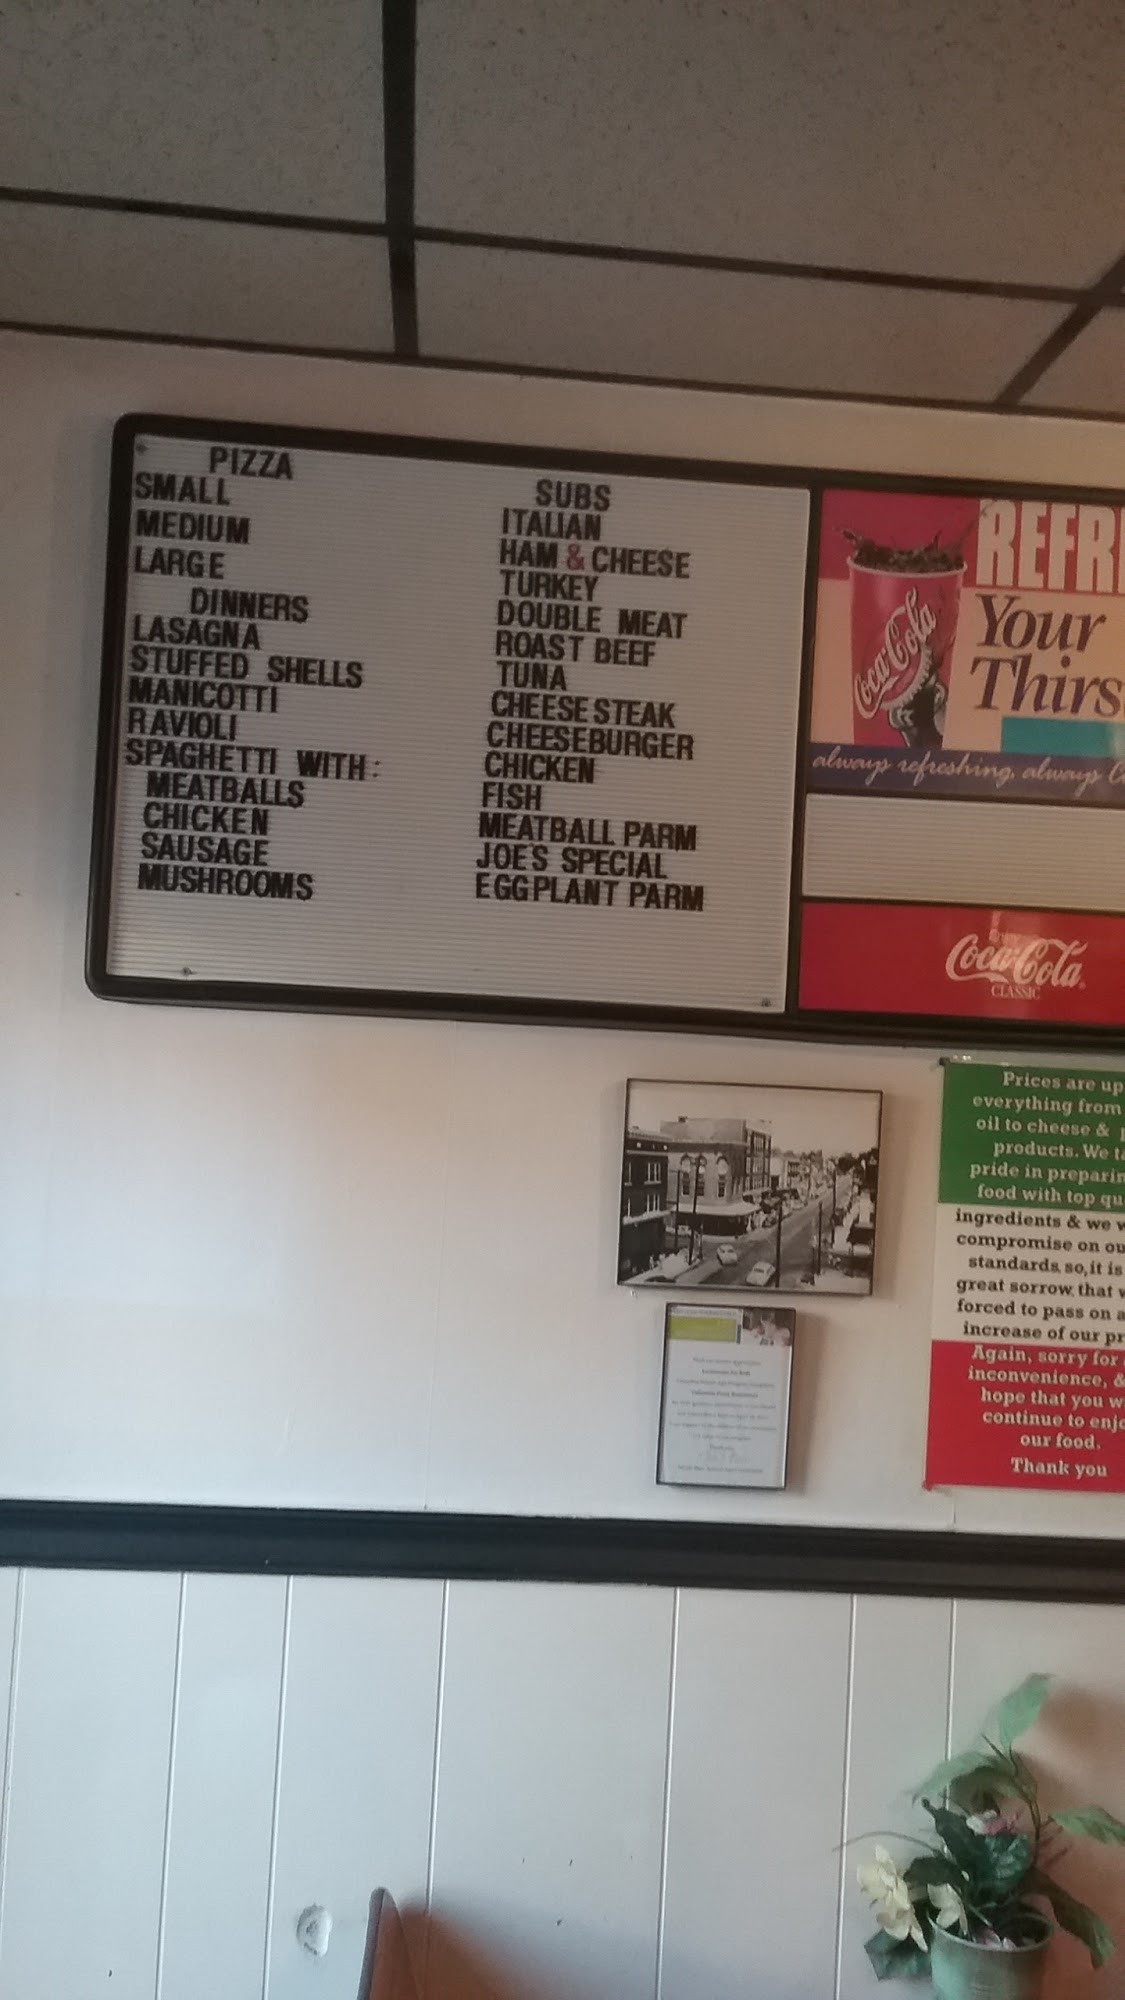 PIZZA
SMALL
MEDIUM
LARGE
DINNERS
LASAGNA
STUFFED SHELLS
MANICOTTI
RAVIOLI
SPAGHETTI WITH:
MEATBALLS
CHICKEN
SAUSAGE
MUSHROOMS
SUBS
ITALIAN
HAM & CHEESE
TURKEY
DOUBLE MEAT
ROAST BEEF
TUNA
CHEESE STEAK
CHEESEBURGER
CHICKEN
FISH
MEATBALL PARM
JOES SPECIAL
EGGPLANT PARM
REFR
Your
Thirs
Coca-Cola
always refreshing, always
Enjoy
Coca-Cola
CLASSIC
Prices are up
everything from
oil to cheese &
products. We
pride in preparin
food with top qu
ingredients & we
compromise on ou
standards. so, it is
great sorrow, that
forced to pass on a
increase of our pr
Again, sorry for
inconvenience, &
hope that you w
continue to enjo
our food.
Thank you